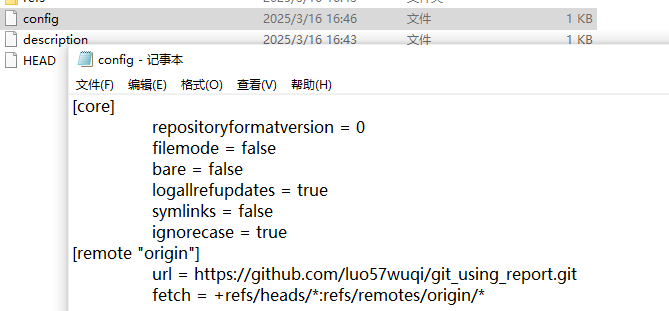 refs 2025/3/16 16:43 文件夹
config 2025/3/16 16:46 文件 1 KB
description 2025/3/16 16:43 文件 1 KB
HEAD
config - 记事本
文件(F) 编辑(E) 格式(O) 查看(V) 帮助(H)
[core]
repositoryformatversion = 0
filemode = false
bare = false
logallrefupdates = true
symlinks = false
ignorecase = true
[remote "origin"]
url = https://github.com/luo57wuqi/git_using_report.git
fetch = +refs/heads/*:refs/remotes/origin/*